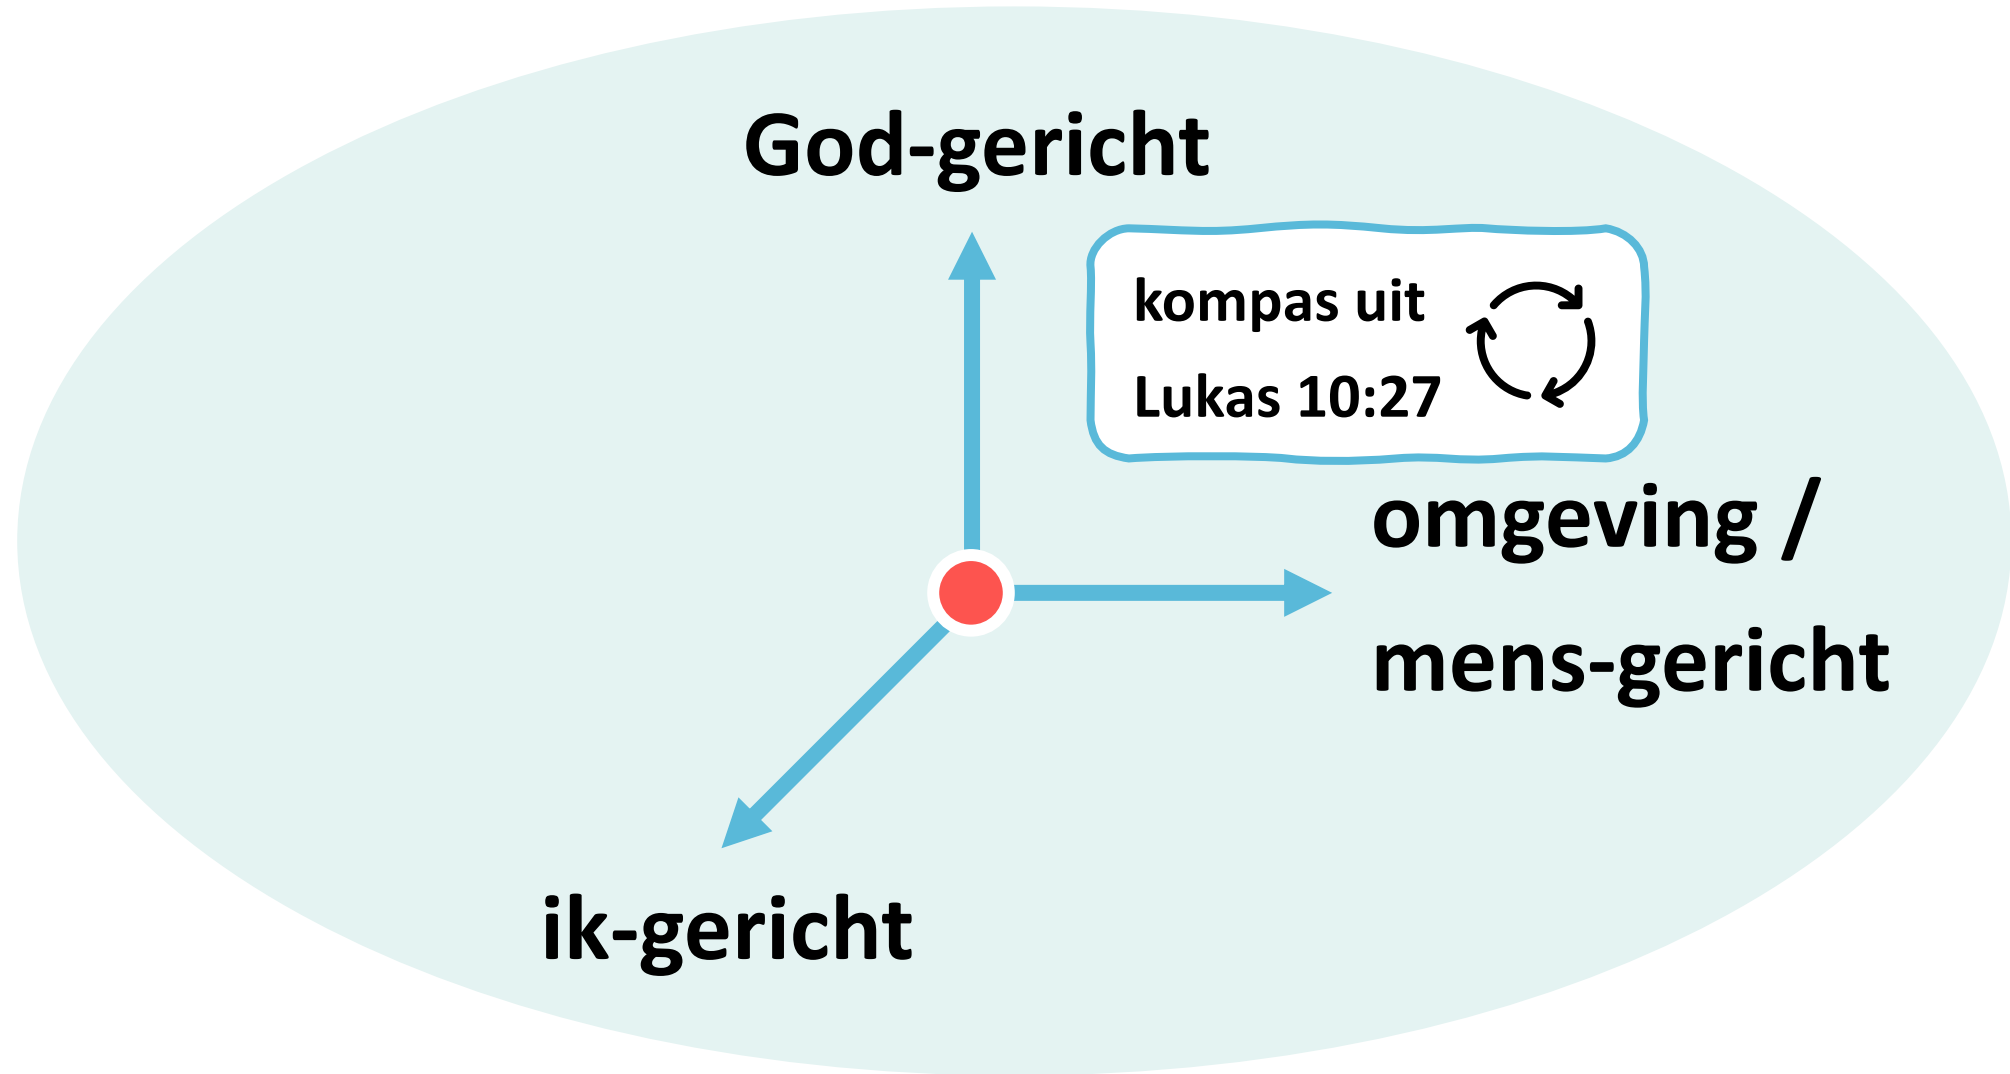 God-gericht
kompas uit
Lukas 10:27
omgeving /
mens-gericht
ik-gericht